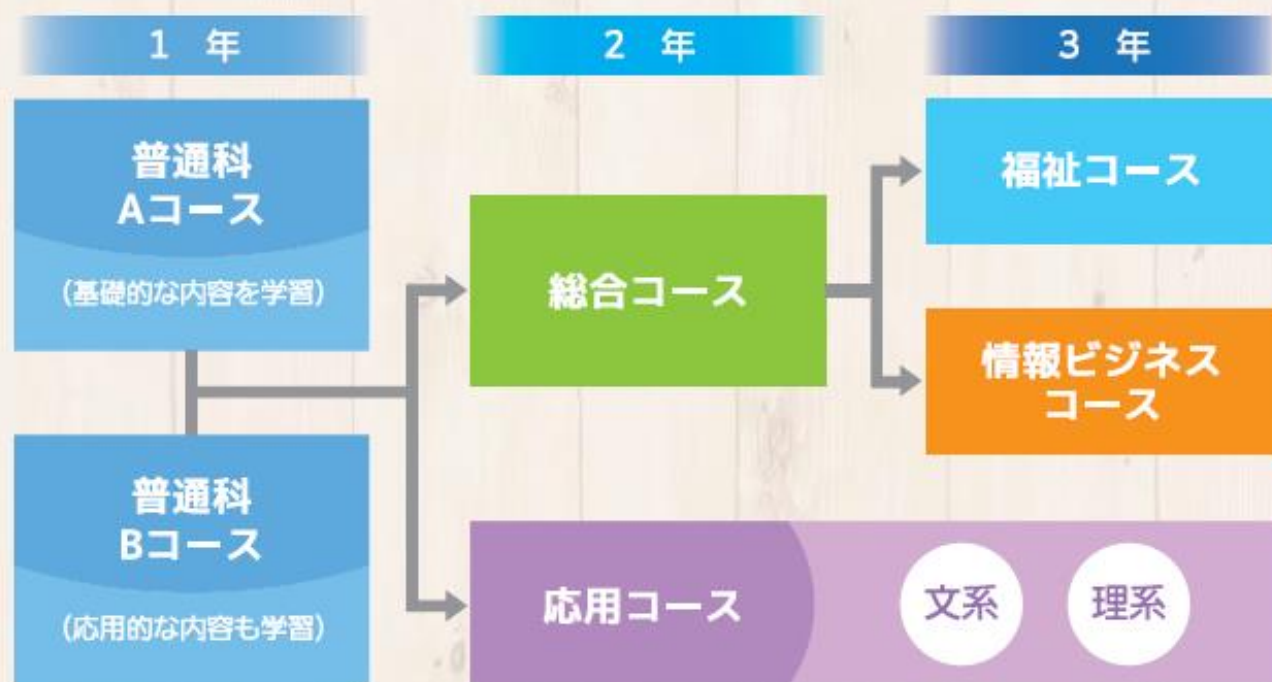 1 年
2 年
3 年
普通科
Aコース
(基礎的な内容を学習)
普通科
Bコース
(応用的な内容も学習)
総合コース
応用コース
福祉コース
情報ビジネス
コース
文系
理系